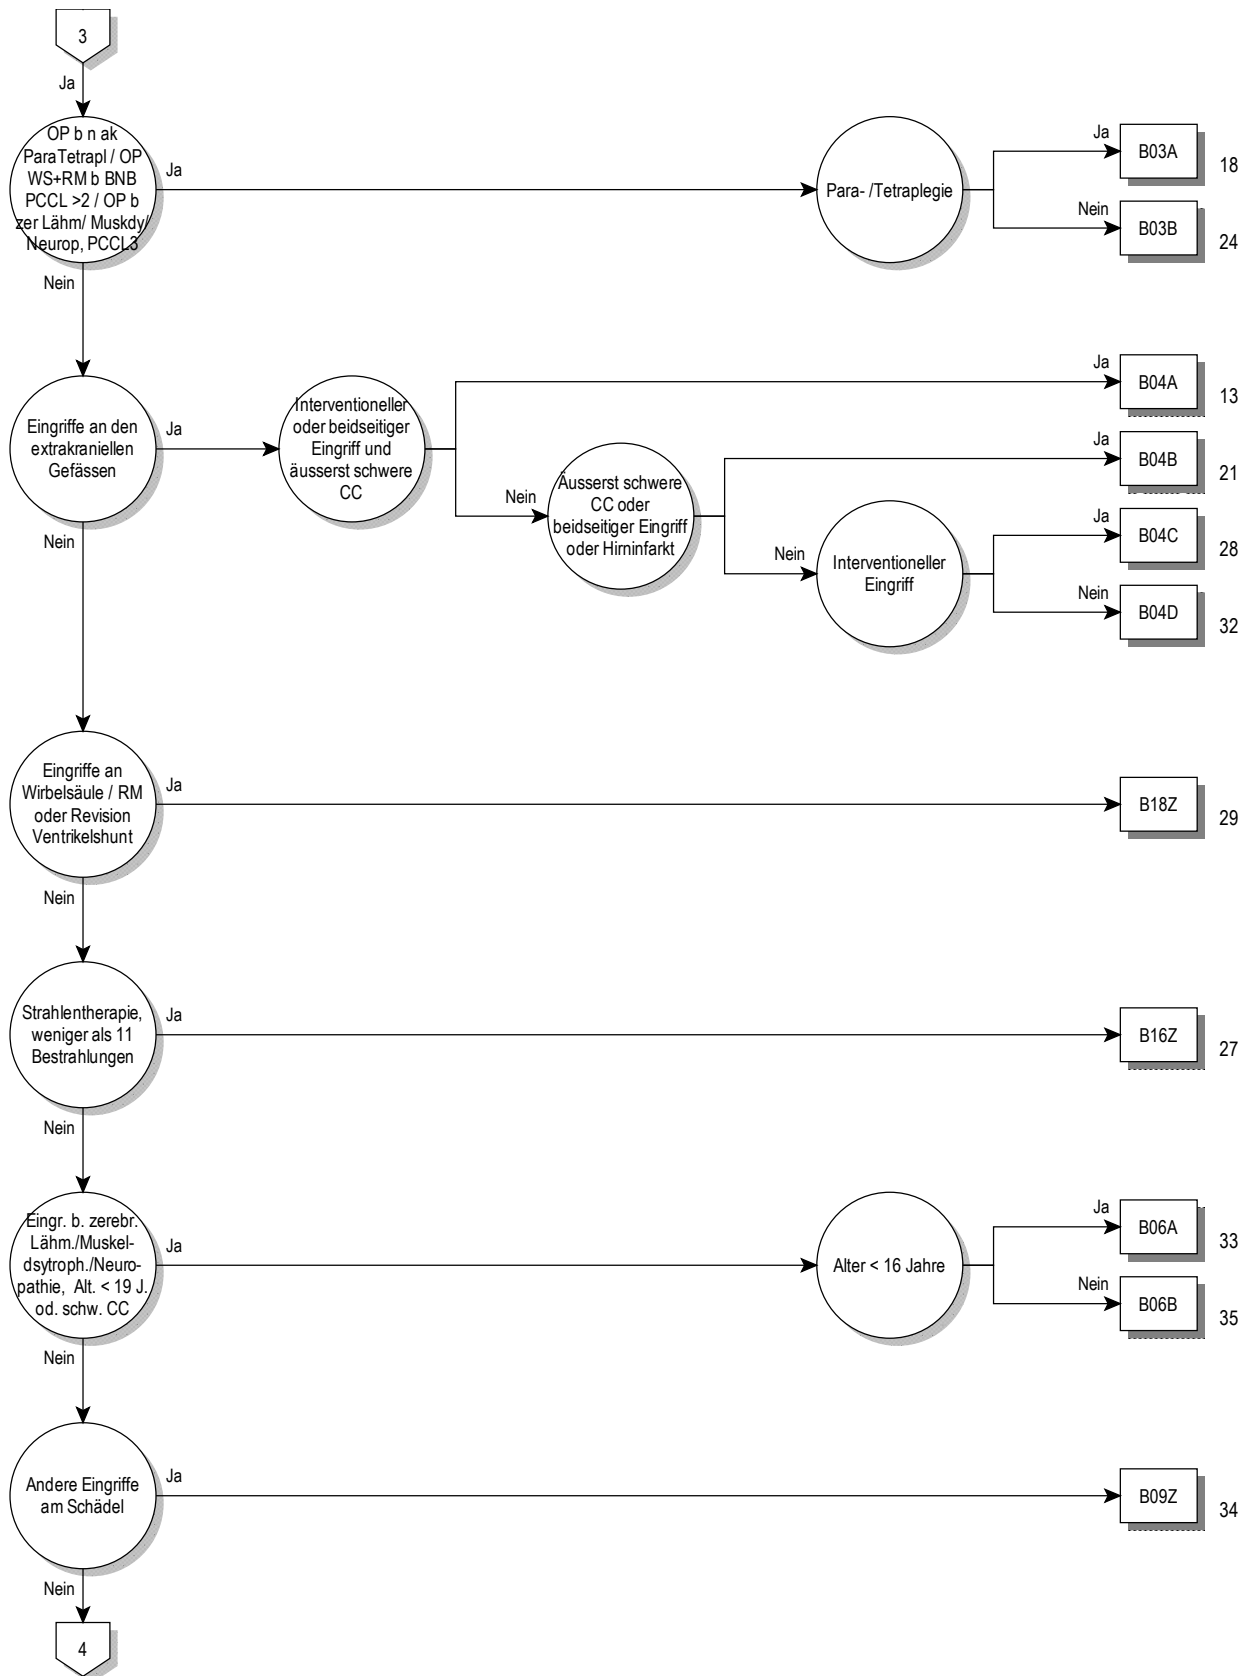 3
Ja
OP b n ak
ParaTetrapl / OP
WS+RM b BNB
PCCL >2 / OP b
zer Lähm/ Muskdy/
Neurop, PCCL3
Ja
Para- /Tetraplegie
Ja
B03A
18
Nein
B03B
24
Nein
Eingriffe an den
extrakraniellen
Gefässen
Ja
Interventioneller
oder beidseitiger
Eingriff und
äusserst schwere
CC
Ja
B04A
13
Nein
Äusserst schwere
CC oder
beidseitiger Eingriff
oder Hirninfarkt
Ja
B04B
21
Nein
Interventioneller
Eingriff
Ja
B04C
28
Nein
B04D
32
Nein
Eingriffe an
Wirbelsäule / RM
oder Revision
Ventrikelshunt
Ja
B18Z
29
Nein
Strahlentherapie,
weniger als 11
Bestrahlungen
Ja
B16Z
27
Nein
Eingr. b. zerebr.
Lähm./Muskel-
dsytroph./Neuro-
pathie, Alt. < 19 J.
od. schw. CC
Ja
Alter < 16 Jahre
Ja
B06A
33
Nein
B06B
35
Nein
Andere Eingriffe
am Schädel
Ja
B09Z
34
Nein
4